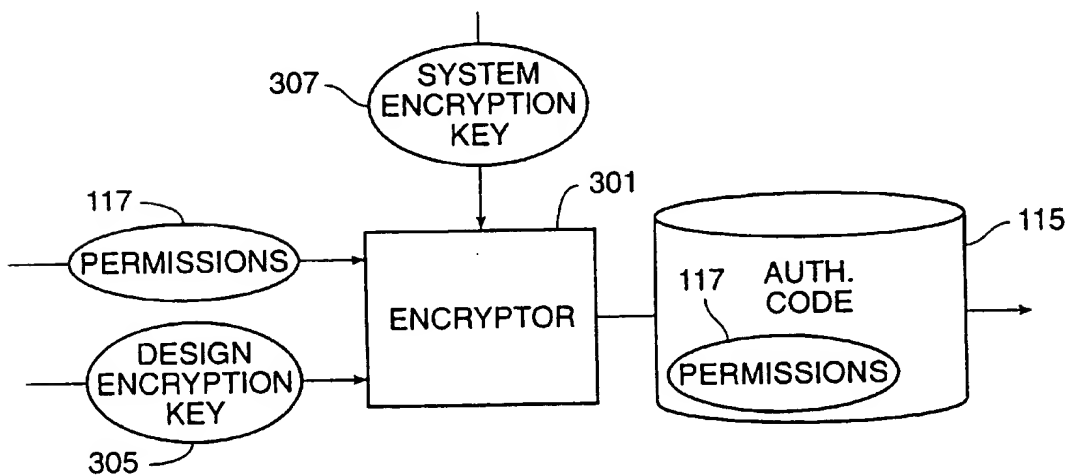 307
SYSTEM
ENCRYPTION
KEY
117
PERMISSIONS
301
ENCRYPTOR
DESIGN
ENCRYPTION
KEY
305
115
AUTH.
CODE
117
PERMISSIONS